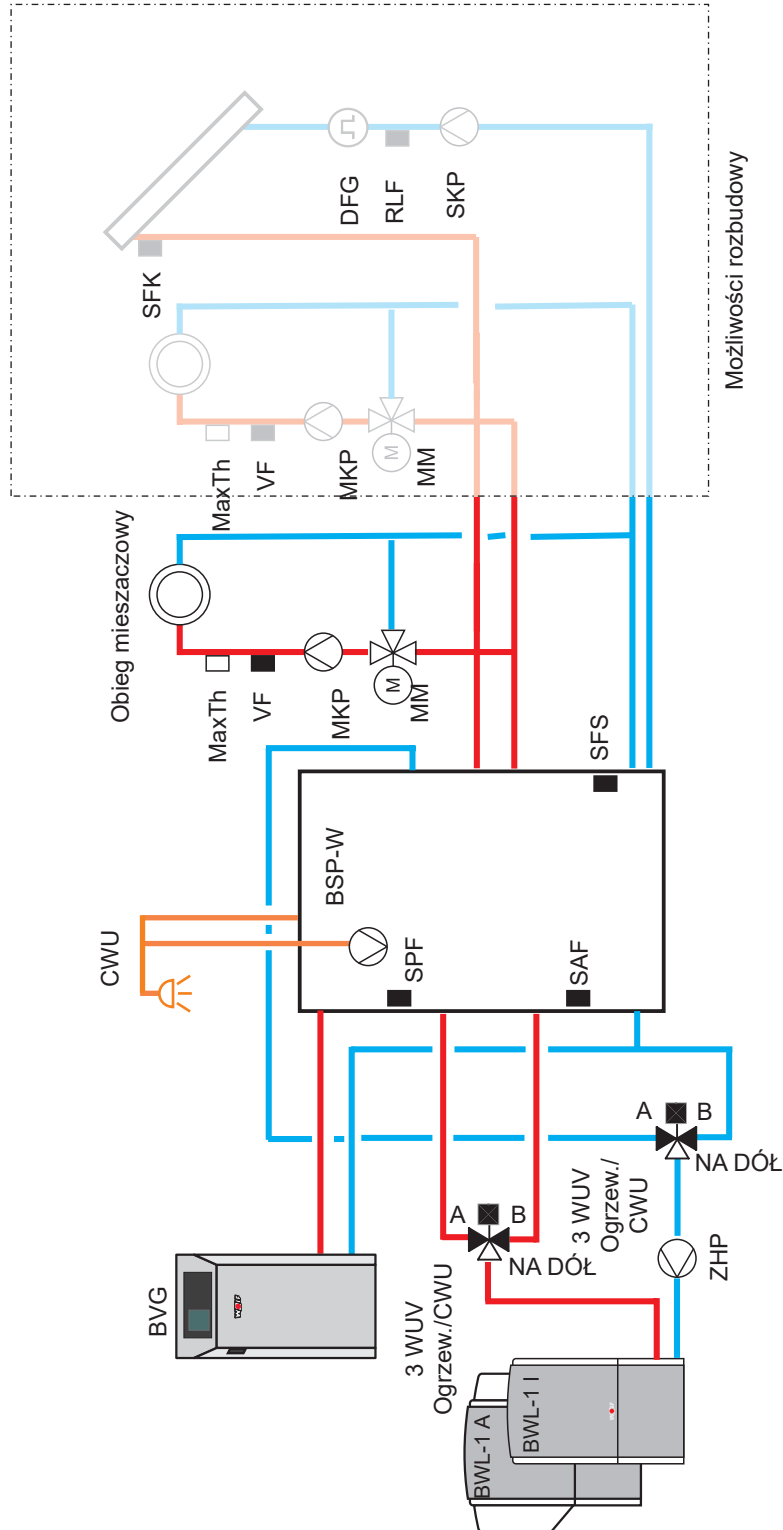 BVG
CWU
Obieg mieszaczowy
MaxTh
VF
MKP
M
MM
MaxTh
VF
MKP
M
MM
SFK
DFG
RLF
SKP
BSP-W
SPF
SAF
SFS
3 WUV
Ogrzew./CWU
A
B
NA DÓŁ
3 WUV
Ogrzew./
CWU
A
B
NA DÓŁ
ZHP
BWL-1 A
BWL-1 I
Możliwości rozbudowy